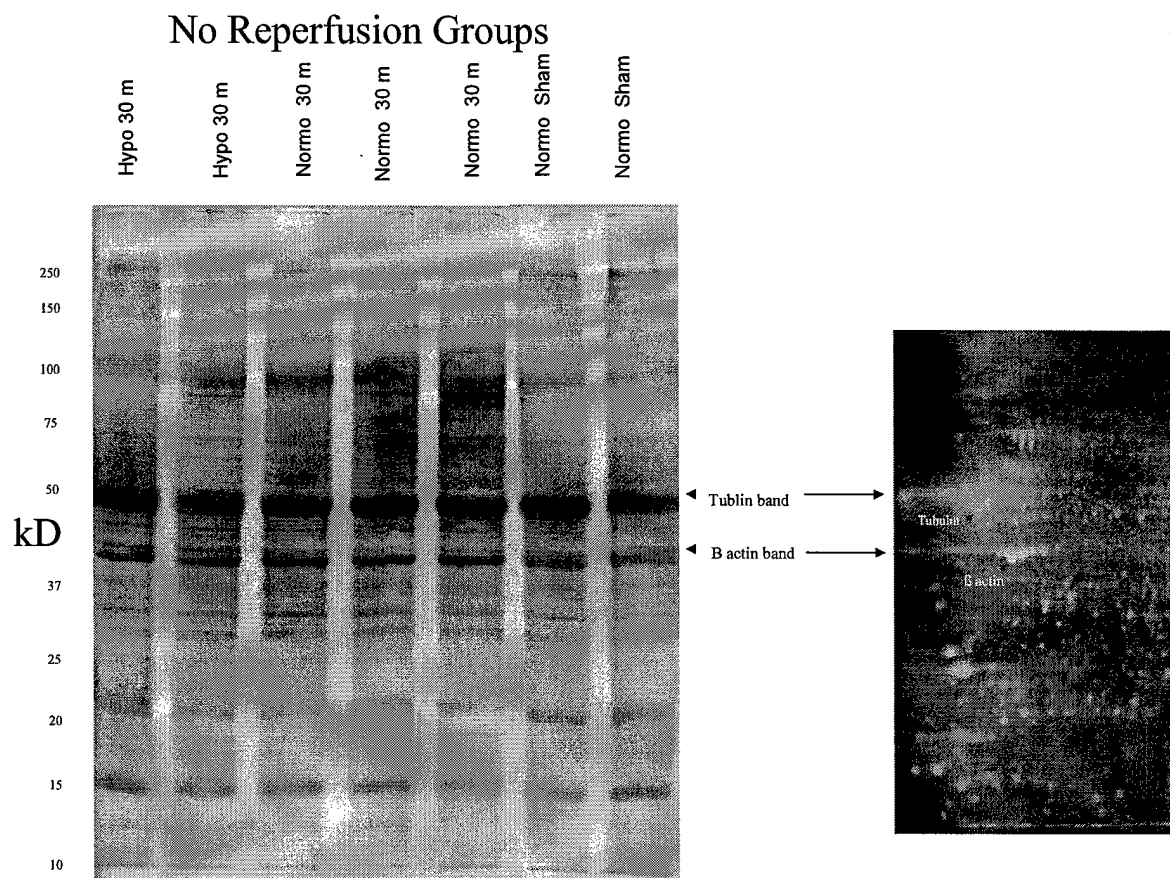 No Reperfusion Groups
Hypo 30 m
Hypo 30 m
Normo 30 m
Normo 30 m
Normo 30 m
Normo Sham
Normo Sham
250
150
100
75
50
kD
37
25
20
15
10
Tublin band
B actin band
Tubulin
ß actin